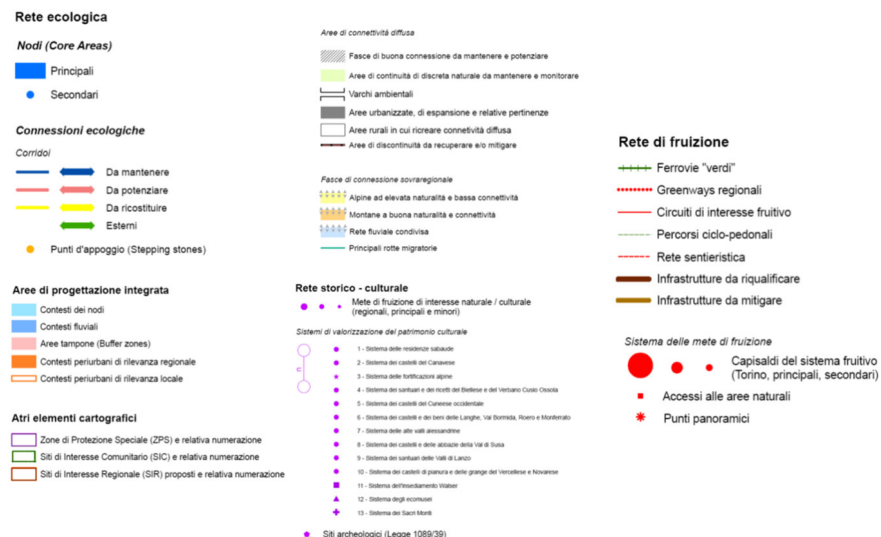 Rete ecologica
Nodi (Core Areas)
Principali
Secondari
Connessioni ecologiche
Corridoi
Da mantenere
Da potenziare
Da ricostituire
Esterni
Punti d'appoggio (Stepping stones)
Aree di progettazione integrata
Contesti dei nodi
Contesti fluviali
Aree tampone (Buffer zones)
Contesti periurbani di rilevanza regionale
Contesti periurbani di rilevanza locale
Atri elementi cartografici
Zone di Protezione Speciale (ZPS) e relativa numerazione
Siti di Interesse Comunitario (SIC) e relativa numerazione
Siti di Interesse Regionale (SIR) proposti e relativa numerazione
Aree di connettività diffusa
Fasce di buona connessione da mantenere e potenziare
Aree di continuità di discreta naturale da mantenere e monitorare
Varchi ambientali
Aree urbanizzate, di espansione e relative pertinenze
Aree rurali in cui ricreare connetività diffusa
Aree di discontinuità da recuperare e/o mitigare
Fasce di connessione sovraregionale
Alpine ad elevata naturalità e bassa connettività
Montane a buona naturalità e connettività
Rete fluviale condivisa
Principali rotte migratorie
Rete storico - culturale
Mete di fruizione di interesse naturale / culturale
(regionali, principali e minori)
Sistemi di valorizzazione del patrimonio culturale
1 - Sistema delle residenze sabaude
2 - Sistema dei castelli del Canavese
3 - Sistema delle fortificazioni alpine
4 - Sistema dei santuari e dei ricetti del Biellese e del Verbano Cusio Ossola
5 - Sistema dei castelli del Cuneese occidentale
6 - Sistema dei castelli e dei beni delle Langhe, Val Bormida, Roero e Monferrato
7 - Sistema delle alte valli alessandrine
8 - Sistema dei castelli e delle abbazie della Val di Susa
9 - Sistema dei santuari delle Valli di Lanzo
10 - Sistema dei castelli di pianura e delle grange del Vercellese e Novarese
11 - Sistema dell'insediamento Walser
12 - Sistema degli ecomusei
13 - Sistema dei Sacri Monti
Siti archeologici (Legge 1089/39)
Rete di fruizione
Ferrovie "verdi"
Greenways regionali
Circuiti di interesse fruitivo
Percorsi ciclo-pedonali
Rete sentieristica
Infrastrutture da riqualificare
Infrastrutture da mitigare
Sistema delle mete di fruizione
Capisaldi del sistema fruitivo
(Torino, principali, secondari)
Accessi alle aree naturali
Punti panoramici